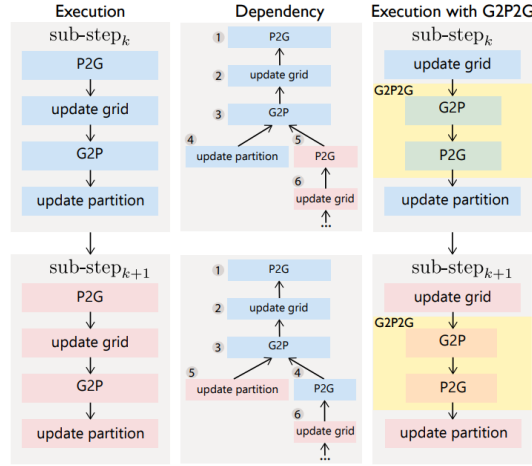 Execution
Dependency
Execution with G2P2G
sub-step_k
P2G
update grid
G2P
update partition
1 P2G
2 update grid
3 G2P
4 update partition
5 P2G
6 update grid
...
sub-step_k
update grid
G2P2G
G2P
P2G
update partition
sub-step_{k+1}
P2G
update grid
G2P
update partition
1 P2G
2 update grid
3 G2P
5 update partition
4 P2G
6 update grid
...
sub-step_{k+1}
update grid
G2P2G
G2P
P2G
update partition